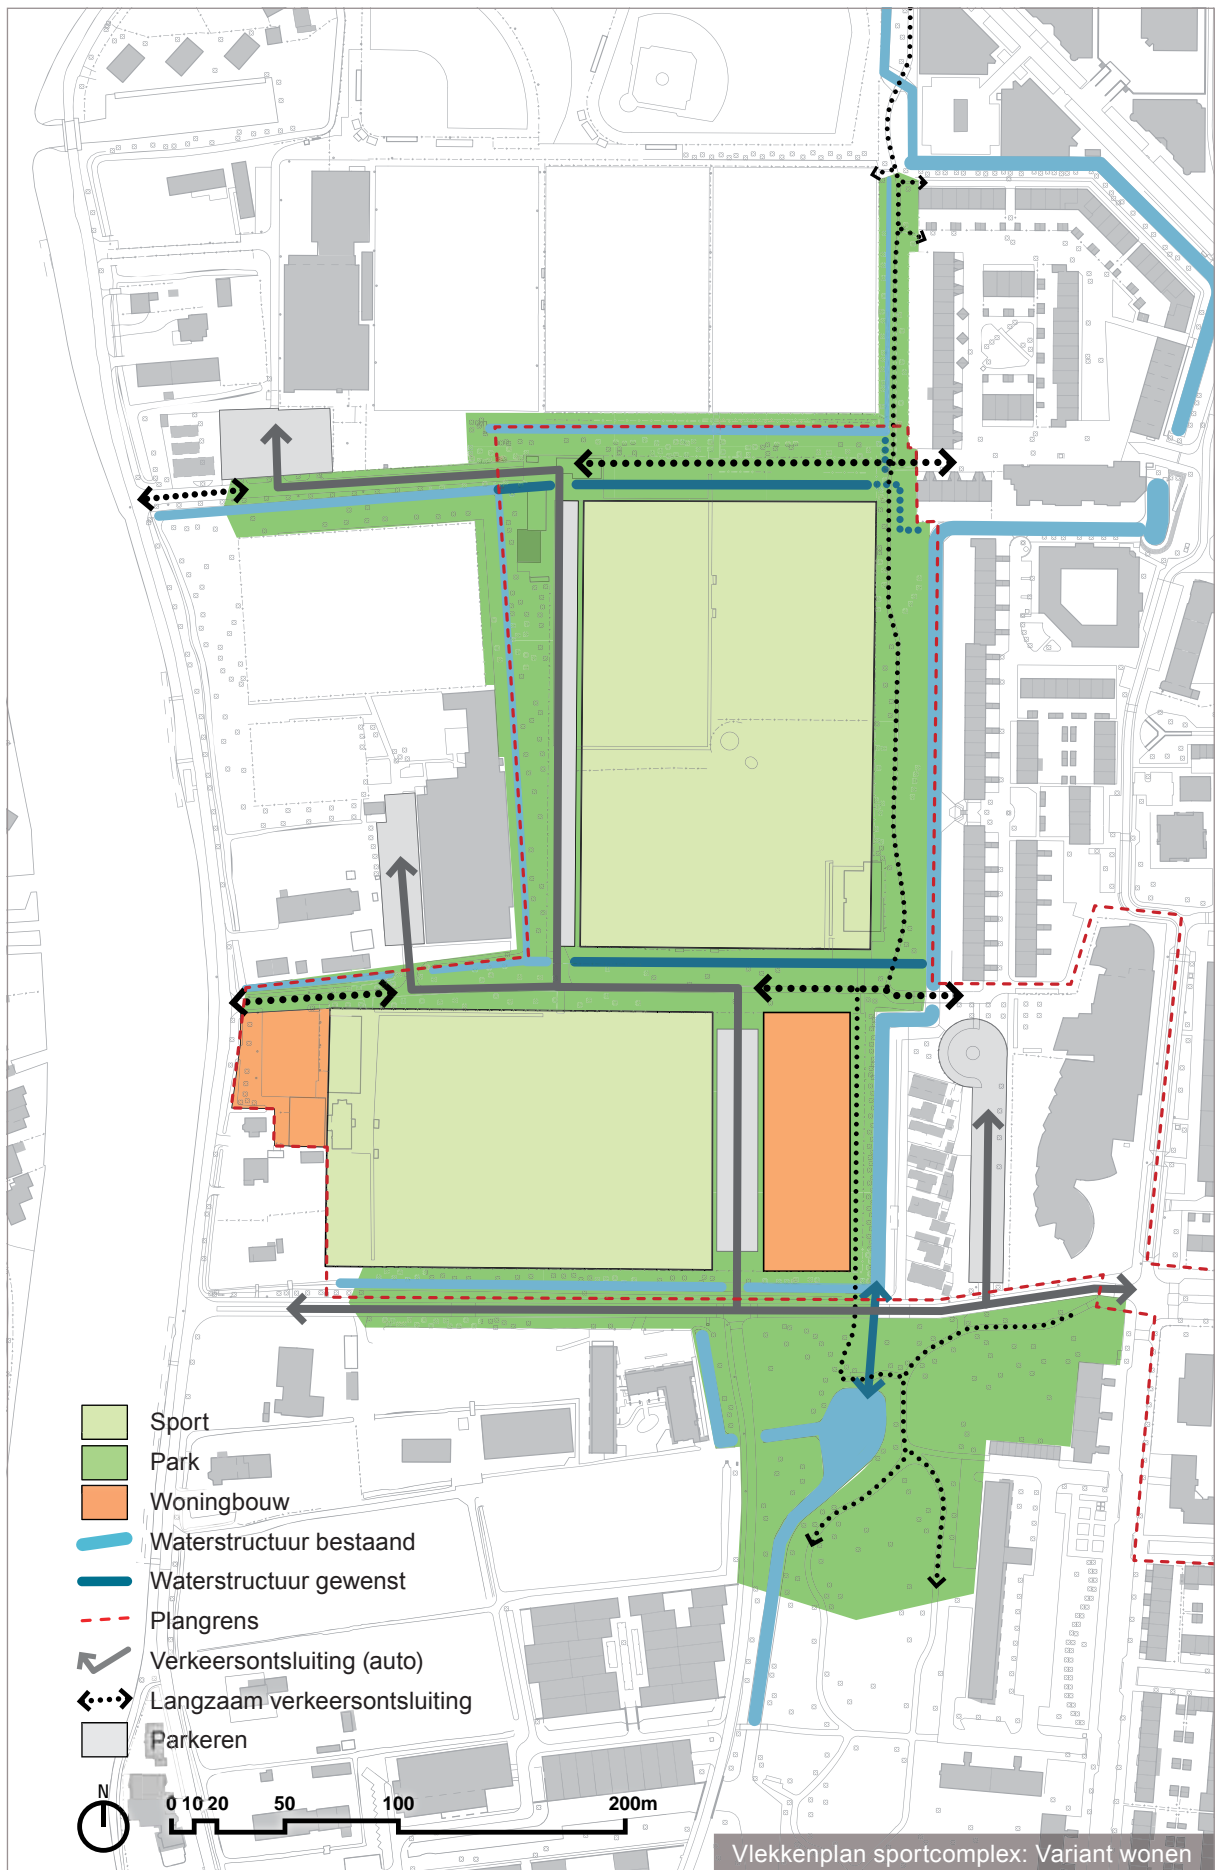 Sport
Park
Woningbouw
Waterstructuur bestaand
Waterstructuur gewenst
Plangrens
Verkeersontsluiting (auto)
Langzaam verkeersontsluiting
Parkeren
N
0 10 20 50 100 200m
Vlekkenplan sportcomplex: Variant wonen